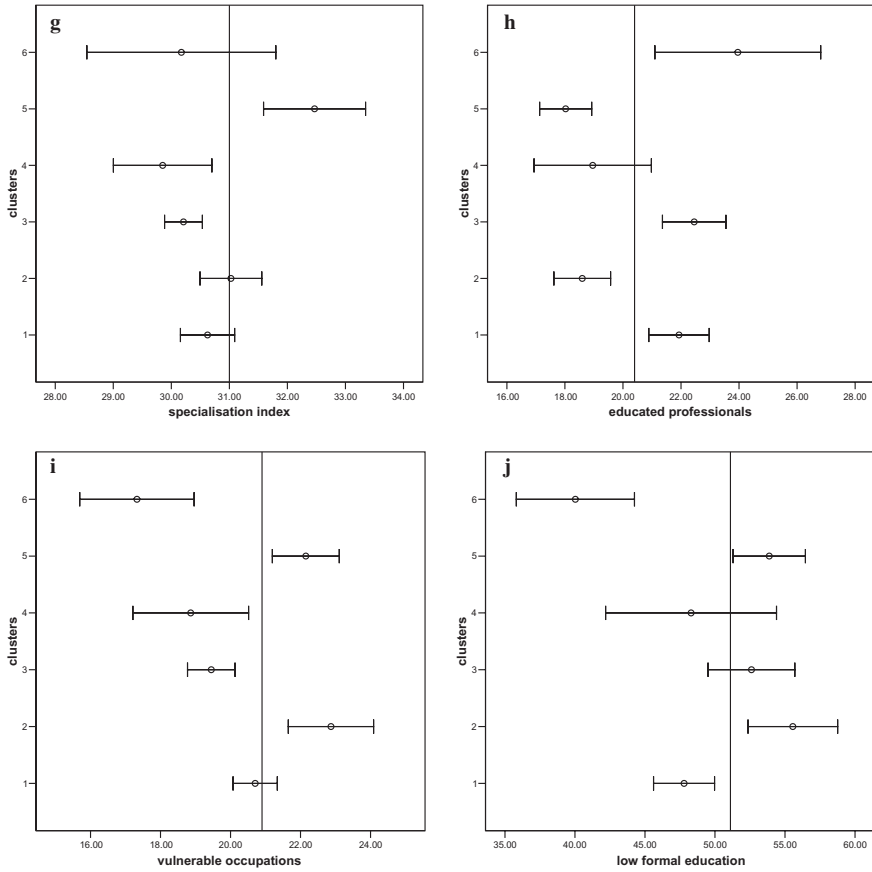 g
6
5
4
3
2
1
clusters
28.00 29.00 30.00 31.00 32.00 33.00 34.00
specialisation index
h
6
5
4
3
2
1
clusters
16.00 18.00 20.00 22.00 24.00 26.00 28.00
educated professionals
i
6
5
4
3
2
1
clusters
16.00 18.00 20.00 22.00 24.00
vulnerable occupations
j
6
5
4
3
2
1
clusters
35.00 40.00 45.00 50.00 55.00 60.00
low formal education